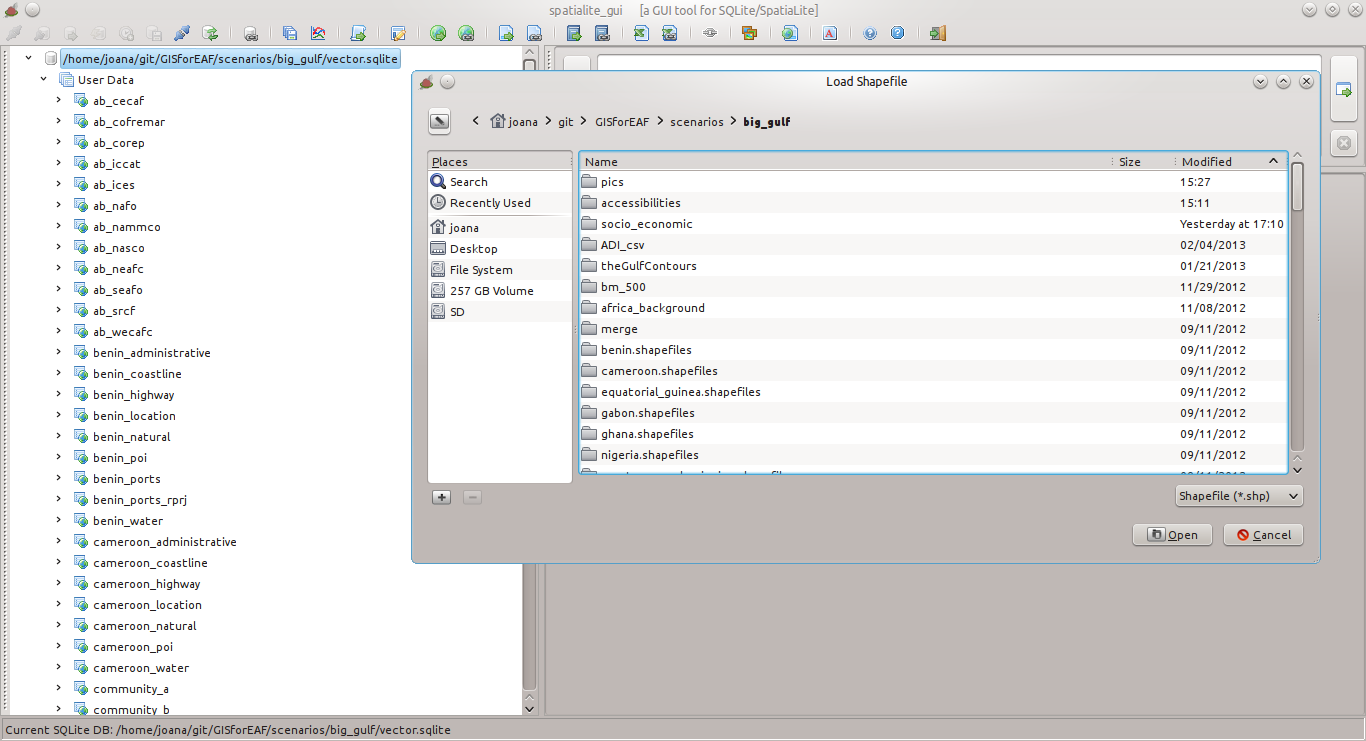 spatialite_gui [a GUI tool for SQLite/SpatiaLite]
/home/joana/git/GISforEAF/scenarios/big_gulf/vector.sqlite
User Data
ab_cecaf
ab_cofremar
ab_corep
ab_iccat
ab_ices
ab_nafo
ab_nammco
ab_nasco
ab_neafc
ab_seafo
ab_srcf
ab_wecafc
benin_administrative
benin_coastline
benin_highway
benin_location
benin_natural
benin_poi
benin_ports
benin_ports_rprj
benin_water
cameroon_administrative
cameroon_coastline
cameroon_highway
cameroon_location
cameroon_natural
cameroon_poi
cameroon_water
community_a
community_b
Load Shapefile
joana git GISforEAF scenarios big_gulf
Places
Search
Recently Used
joana
Desktop
File System
257 GB Volume
SD
Name Size Modified
pics 15:27
accessibilities 15:11
socio_economic Yesterday at 17:10
ADI_csv 02/04/2013
theGulfContours 01/21/2013
bm_500 11/29/2012
africa_background 11/08/2012
merge 09/11/2012
benin.shapefiles 09/11/2012
cameroon.shapefiles 09/11/2012
equatorial_guinea.shapefiles 09/11/2012
gabon.shapefiles 09/11/2012
ghana.shapefiles 09/11/2012
nigeria.shapefiles 09/11/2012
Shapefile (*.shp)
Open Cancel
Current SQLite DB: /home/joana/git/GISforEAF/scenarios/big_gulf/vector.sqlite